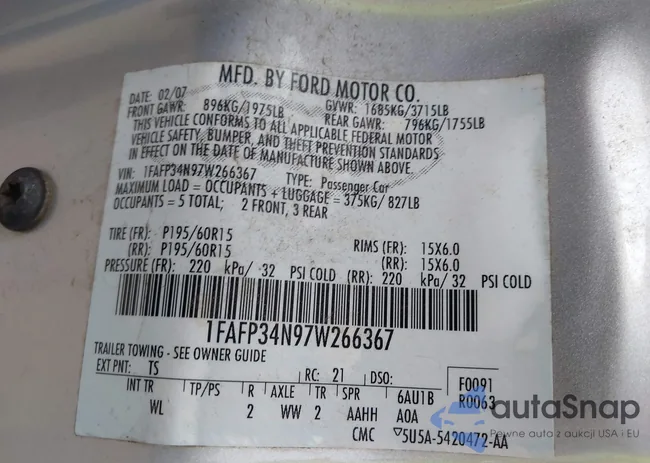 MFD. BY FORD MOTOR CO.
DATE: 02/07 GVWR: 1685KG/3715LB
FRONT GAWR: 896KG/1975LB REAR GAWR: 796KG/1755LB
THIS VEHICLE CONFORMS TO ALL APPLICABLE FEDERAL MOTOR
VEHICLE SAFETY, BUMPER, AND THEFT PREVENTION STANDARDS
IN EFFECT ON THE DATE OF MANUFACTURE SHOWN ABOVE.
VIN: 1FAFP34N97W266367 TYPE: Passenger Car
MAXIMUM LOAD = OCCUPANTS + LUGGAGE = 375KG/ 827LB
OCCUPANTS = 5 TOTAL; 2 FRONT, 3 REAR
TIRE (FR): P195/60R15 RIMS (FR): 15X6.0
(RR): P195/60R15 (RR): 15X6.0
PRESSURE (FR): 220 kPa/ 32 PSI COLD (RR): 220 kPa/ 32 PSI COLD
1FAFP34N97W266367
TRAILER TOWING - SEE OWNER GUIDE
EXT PNT: TS RC: 21 DSO: F0091
INT TR TP/PS R AXLE TR SPR 6AU1B R0063
WL 2 WW 2 AAHH A0A
CMC ▽5U5A-5420472-AA
autoSnap
Pewne auta z aukcji USA i EU